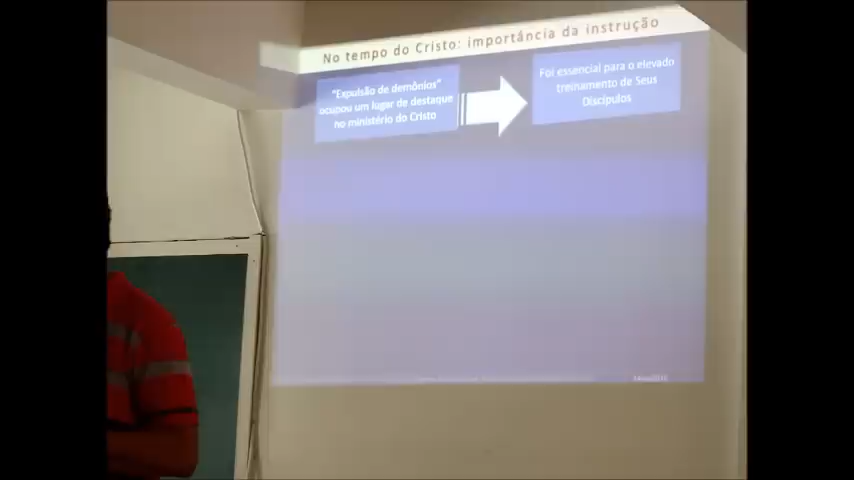 No tempo do Cristo: importância da instrução
"Expulsão de demônios"
ocupou um lugar de destaque
no ministério do Cristo
Foi essencial para o elevado
treinamento de Seus
Discípulos